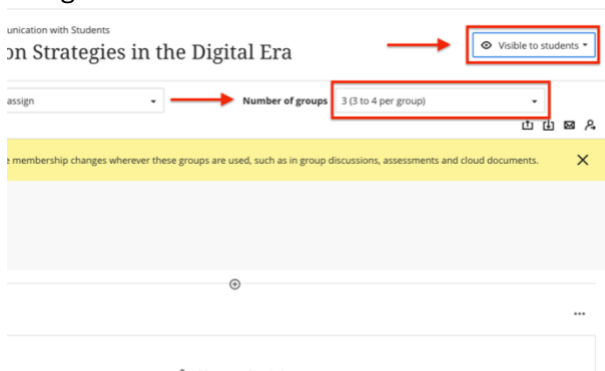 unication with Students
on Strategies in the Digital Era
Visible to students
assign
Number of groups
3 (3 to 4 per group)
membership changes wherever these groups are used, such as in group discussions, assessments and cloud documents.